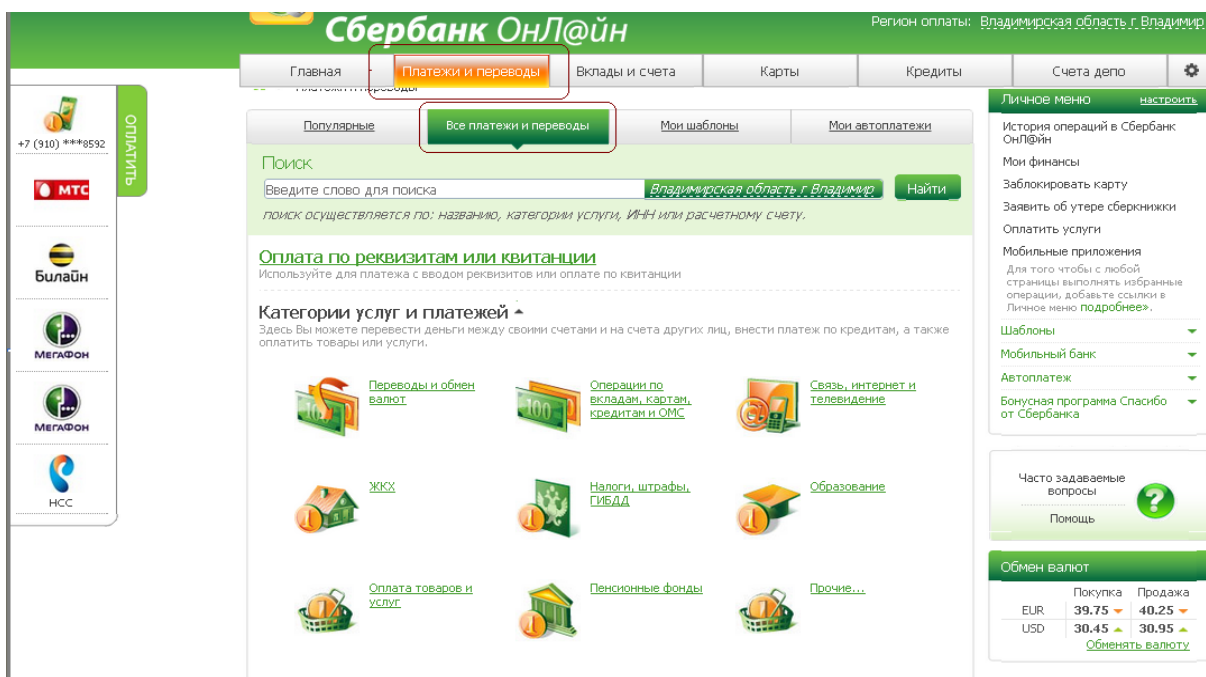 Сбербанк ОнЛ@йн
Регион оплаты: Владимирская область г Владимир
Главная
Платежи и переводы
Вклады и счета
Карты
Кредиты
Счета депо
Платежи и переводы
+7 (910) ***8592
ОПЛАТИТЬ
МТС
Билайн
МЕГАФОН
МЕГАФОН
НСС
Популярные
Все платежи и переводы
Мои шаблоны
Мои автоплатежи
Поиск
Введите слово для поиска
Владимирская область г Владимир
Найти
поиск осуществляется по: названию, категории услуги, ИНН или расчетному счету.
Оплата по реквизитам или квитанции
Используйте для платежа с вводом реквизитов или оплате по квитанции
Категории услуг и платежей
Здесь Вы можете перевести деньги между своими счетами и на счета других лиц, внести платеж по кредитам, а также
оплатить товары или услуги.
Переводы и обмен
валют
Операции по
вкладам, картам,
кредитам и ОМС
Связь, интернет и
телевидение
ЖКХ
Налоги, штрафы,
ГИБДД
Образование
Оплата товаров и
услуг
Пенсионные фонды
Прочие...
Личное меню
настроить
История операций в Сбербанк
ОнЛ@йн
Мои финансы
Заблокировать карту
Заявить об утере сберкнижки
Оплатить услуги
Мобильные приложения
Для того чтобы с любой
страницы выполнять избранные
операции, добавьте ссылки в
Личное меню подробнее».
Шаблоны
Мобильный банк
Автоплатеж
Бонусная программа Спасибо
от Сбербанка
Часто задаваемые
вопросы
Помощь
Обмен валют
Покупка Продажа
EUR 39.75 40.25
USD 30.45 30.95
Обменять валюту